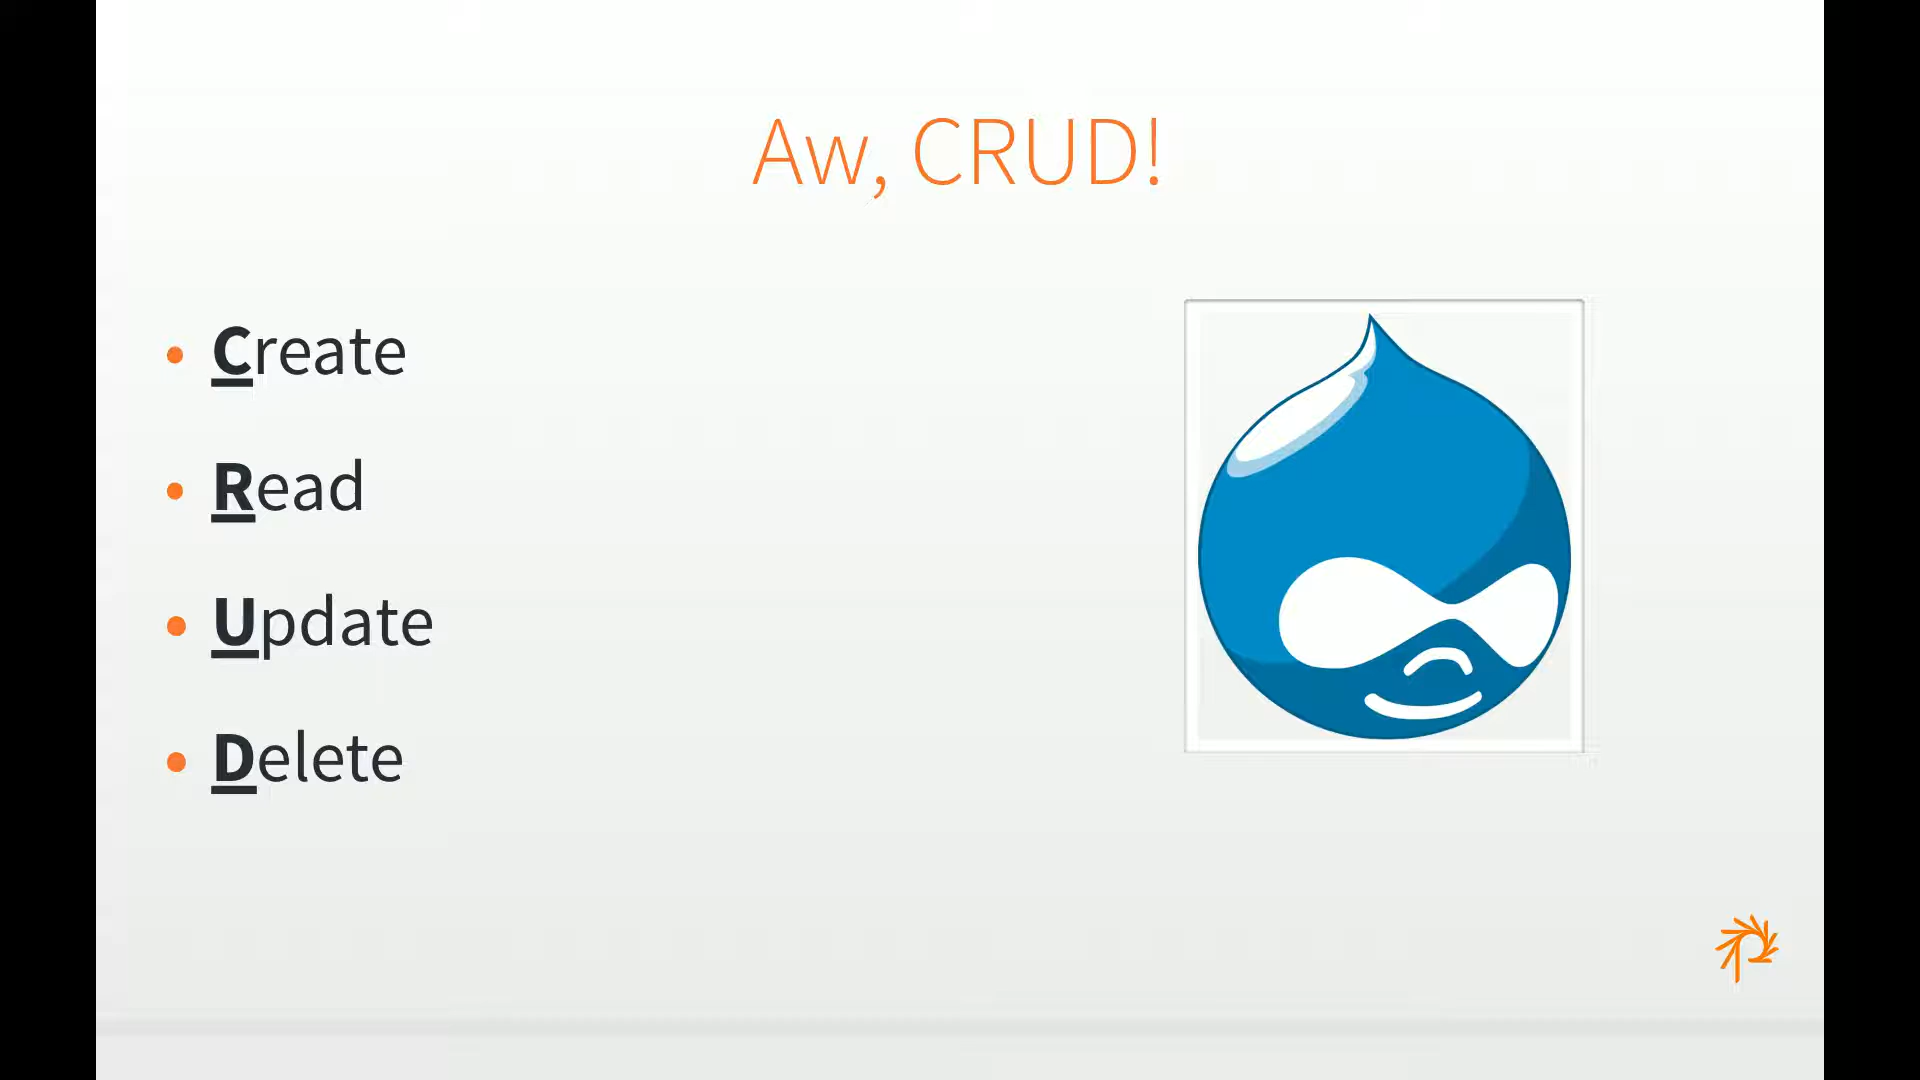 Aw, CRUD!
• Create
• Read
• Update
• Delete